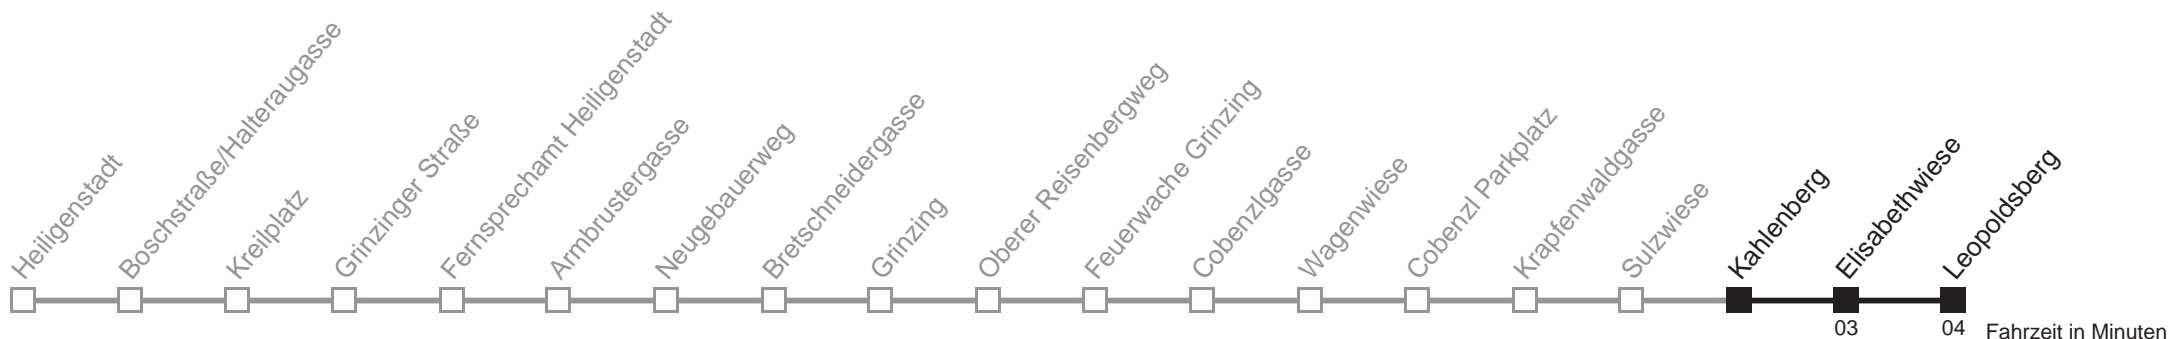 Heiligenstadt
Boschstraße/Halteraugasse
Kreilplatz
Grinzinger Straße
Fernsprechamt Heiligenstadt
Armbrustergasse
Neugebauerweg
Bretschneidergasse
Grinzing
Oberer Reisenbergweg
Feuerwache Grinzing
Cobenzlgasse
Wagenwiese
Cobenzl Parkplatz
Krapfenwaldgasse
Sulzwiese
Kahlenberg
Elisabethwiese
Leopoldsberg
03 04 Fahrzeit in Minuten